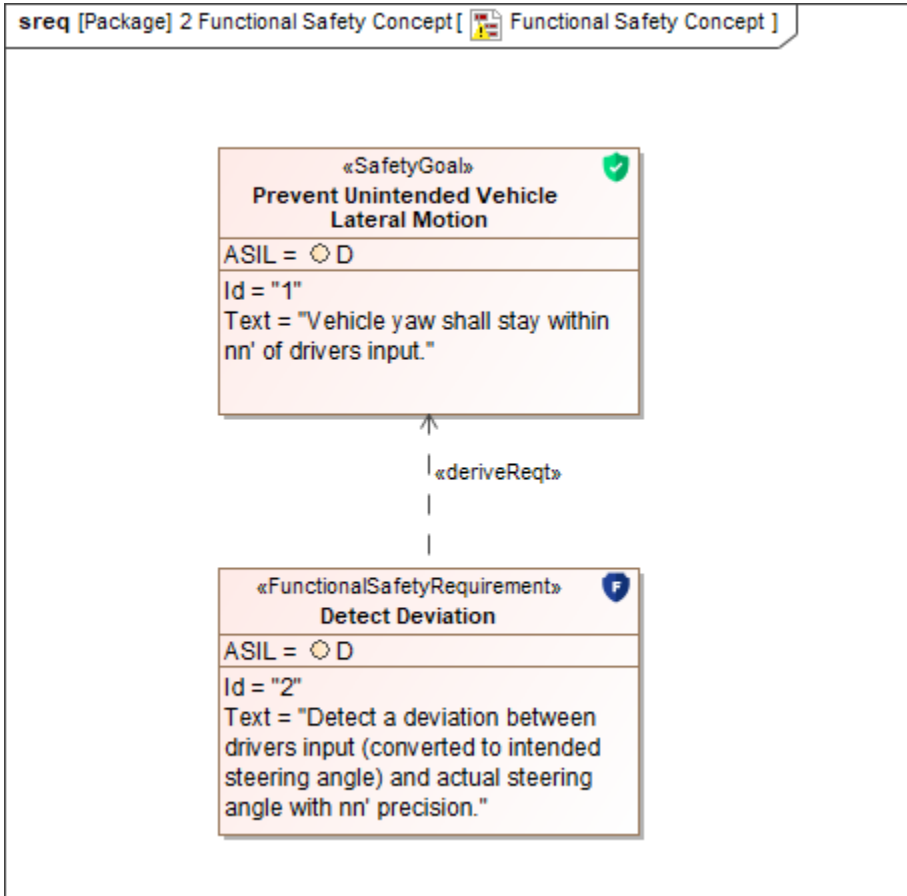 sreq [Package] 2 Functional Safety Concept [ Functional Safety Concept ]
«SafetyGoal»
Prevent Unintended Vehicle
Lateral Motion
ASIL = D
Id = "1"
Text = "Vehicle yaw shall stay within
nn' of drivers input."
«deriveReqt»
«FunctionalSafetyRequirement»
F
Detect Deviation
ASIL = D
Id = "2"
Text = "Detect a deviation between
drivers input (converted to intended
steering angle) and actual steering
angle with nn' precision."